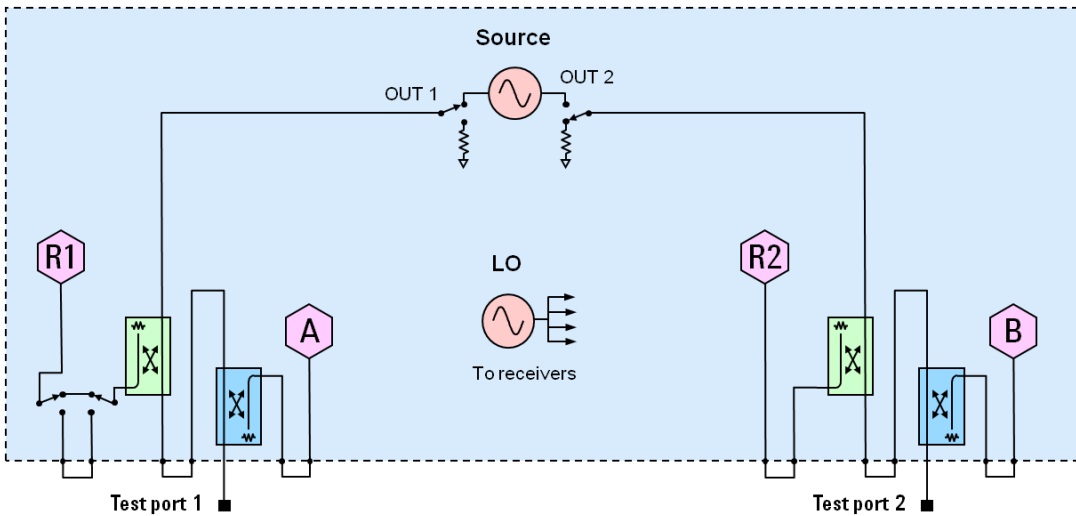 Source
OUT 1
OUT 2
R1
R2
LO
A
B
To receivers
Test port 1
Test port 2